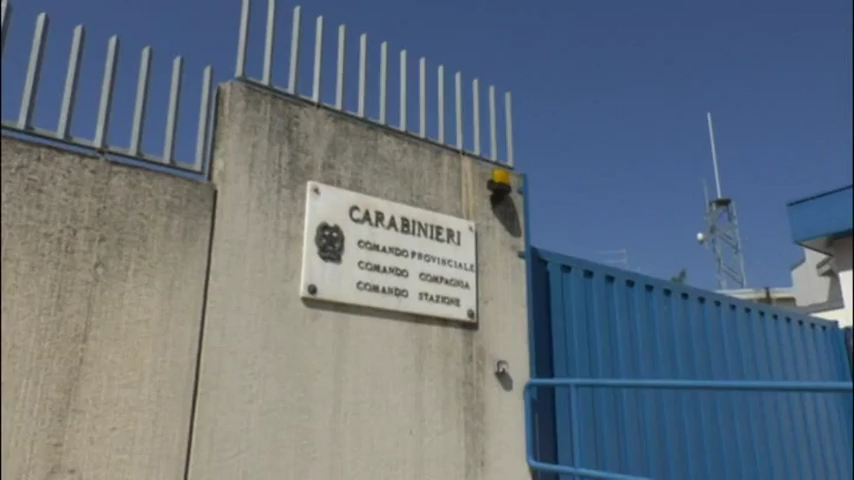 CARABINIERI
COMANDO PROVINCIALE
COMANDO COMPAGNIA
COMANDO STAZIONE